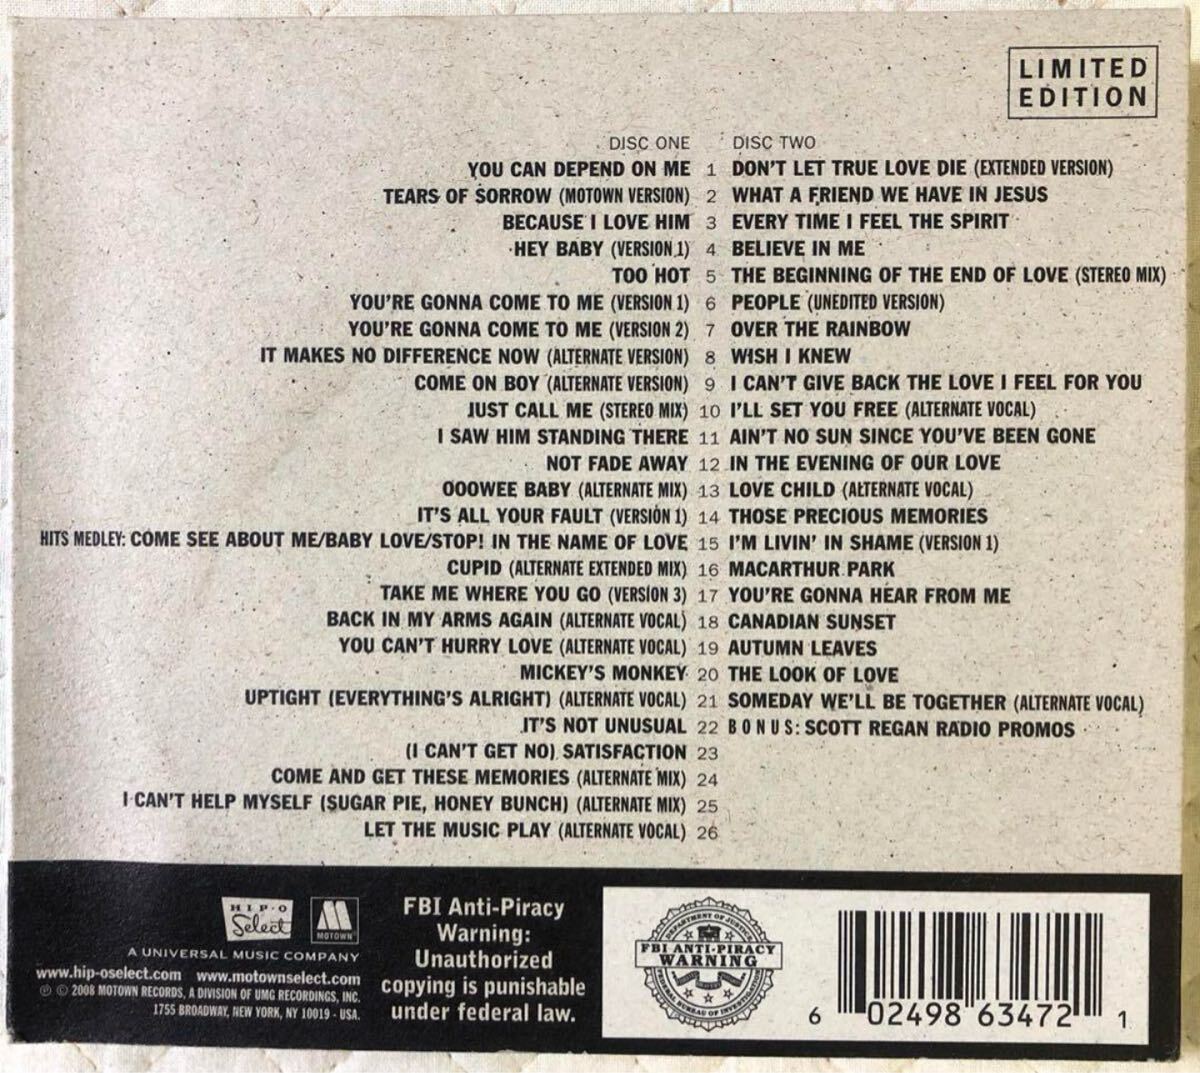 LIMITED
EDITION
DISC ONE DISC TWO
YOU CAN DEPEND ON ME 1 DON'T LET TRUE LOVE DIE (EXTENDED VERSION)
TEARS OF SORROW (MOTOWN VERSION) 2 WHAT A FRIEND WE HAVE IN JESUS
BECAUSE I LOVE HIM 3 EVERY TIME I FEEL THE SPIRIT
HEY BABY (VERSION 1) 4 BELIEVE IN ME
TOO HOT 5 THE BEGINNING OF THE END OF LOVE (STEREO MIX)
YOU'RE GONNA COME TO ME (VERSION 1) 6 PEOPLE (UNEDITED VERSION)
YOU'RE GONNA COME TO ME (VERSION 2) 7 OVER THE RAINBOW
IT MAKES NO DIFFERENCE NOW (ALTERNATE VERSION) 8 WISH I KNEW
COME ON BOY (ALTERNATE VERSION) 9 I CAN'T GIVE BACK THE LOVE I FEEL FOR YOU
JUST CALL ME (STEREO MIX) 10 I'LL SET YOU FREE (ALTERNATE VOCAL)
I SAW HIM STANDING THERE 11 AIN'T NO SUN SINCE YOU'VE BEEN GONE
NOT FADE AWAY 12 IN THE EVENING OF OUR LOVE
OOOWEE BABY (ALTERNATE MIX) 13 LOVE CHILD (ALTERNATE VOCAL)
IT'S ALL YOUR FAULT (VERSION 1) 14 THOSE PRECIOUS MEMORIES
HITS MEDLEY: COME SEE ABOUT ME/BABY LOVE/STOP! IN THE NAME OF LOVE 15 I'M LIVIN' IN SHAME (VERSION 1)
CUPID (ALTERNATE EXTENDED MIX) 16 MACARTHUR PARK
TAKE ME WHERE YOU GO (VERSION 3) 17 YOU'RE GONNA HEAR FROM ME
BACK IN MY ARMS AGAIN (ALTERNATE VOCAL) 18 CANADIAN SUNSET
YOU CAN'T HURRY LOVE (ALTERNATE VOCAL) 19 AUTUMN LEAVES
MICKEY'S MONKEY 20 THE LOOK OF LOVE
UPTIGHT (EVERYTHING'S ALRIGHT) (ALTERNATE VOCAL) 21 SOMEDAY WE'LL BE TOGETHER (ALTERNATE VOCAL)
IT'S NOT UNUSUAL 22 BONUS: SCOTT REGAN RADIO PROMOS
(I CAN'T GET NO) SATISFACTION 23
COME AND GET THESE MEMORIES (ALTERNATE MIX) 24
I CAN'T HELP MYSELF (SUGAR PIE, HONEY BUNCH) (ALTERNATE MIX) 25
LET THE MUSIC PLAY (ALTERNATE VOCAL) 26
HIP-O
Select
MOTOWN
A UNIVERSAL MUSIC COMPANY
www.hip-oselect.com www.motownselect.com
℗ © 2008 MOTOWN RECORDS, A DIVISION OF UMG RECORDINGS, INC.
1755 BROADWAY, NEW YORK, NY 10019 - USA.
FBI Anti-Piracy
Warning:
Unauthorized
copying is punishable
under federal law.
DEPARTMENT OF JUSTICE
FBI ANTI-PIRACY
WARNING
FEDERAL BUREAU OF INVESTIGATION
6 02498 63472 1